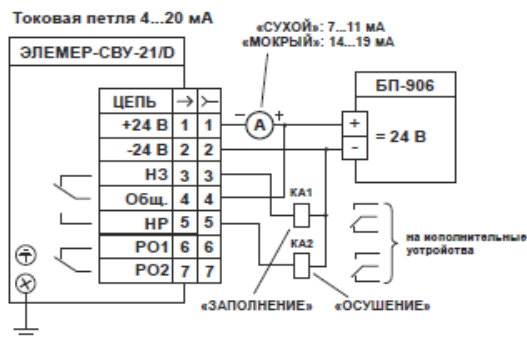 Токовая петля 4...20 мА
«СУХОЙ»: 7...11 мА
«МОКРЫЙ»: 14...19 мА
ЭЛЕМЕР-СВУ-21/D
БП-906
ЦЕПЬ
+24 В 1 1
- A +
+ = 24 В
-24 В 2 2
-
НЗ 3 3
КА1
Общ. 4 4
НР 5 5
КА2
на исполнительные
устройства
РО1 6 6
РО2 7 7
«ЗАПОЛНЕНИЕ» «ОСУШЕНИЕ»